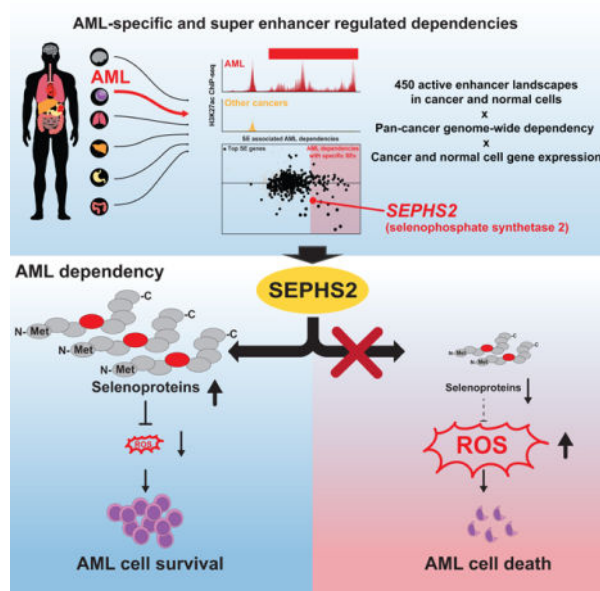 AML-specific and super enhancer regulated dependencies
AML
H3K27ac ChIP-seq
AML
Other cancers
SE associated AML dependencies
Top SE genes
AML dependencies
with specific SEs
450 active enhancer landscapes
in cancer and normal cells
x
Pan-cancer genome-wide dependency
x
Cancer and normal cell gene expression
SEPHS2
(selenophosphate synthetase 2)
SEPHS2
AML dependency
-C
-C
-C
N-Met
N-Met
N-Met
Selenoproteins
ROS
AML cell survival
-C
-C
N-Met
N-Met
Selenoproteins
ROS
AML cell death